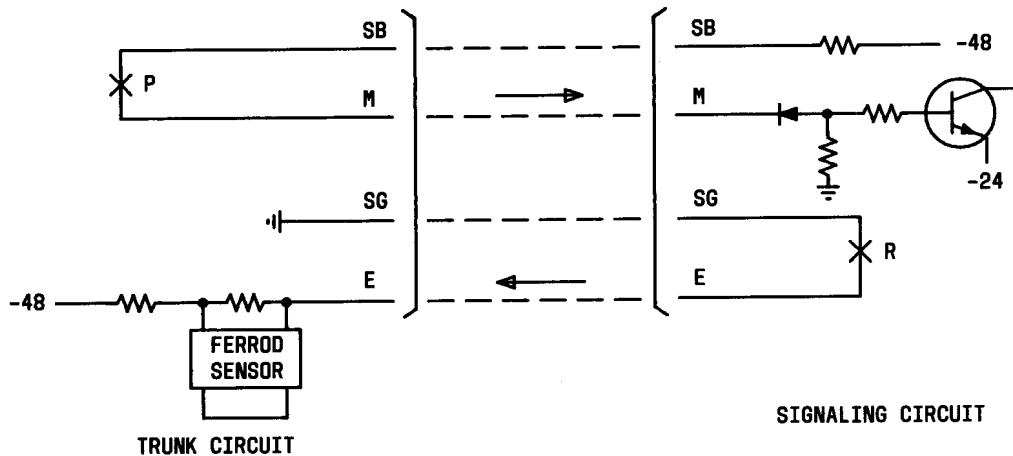 SB
P
M
SG
-48
E
FERROD
SENSOR
TRUNK CIRCUIT
SB
-48
M
-24
SG
R
E
SIGNALING CIRCUIT